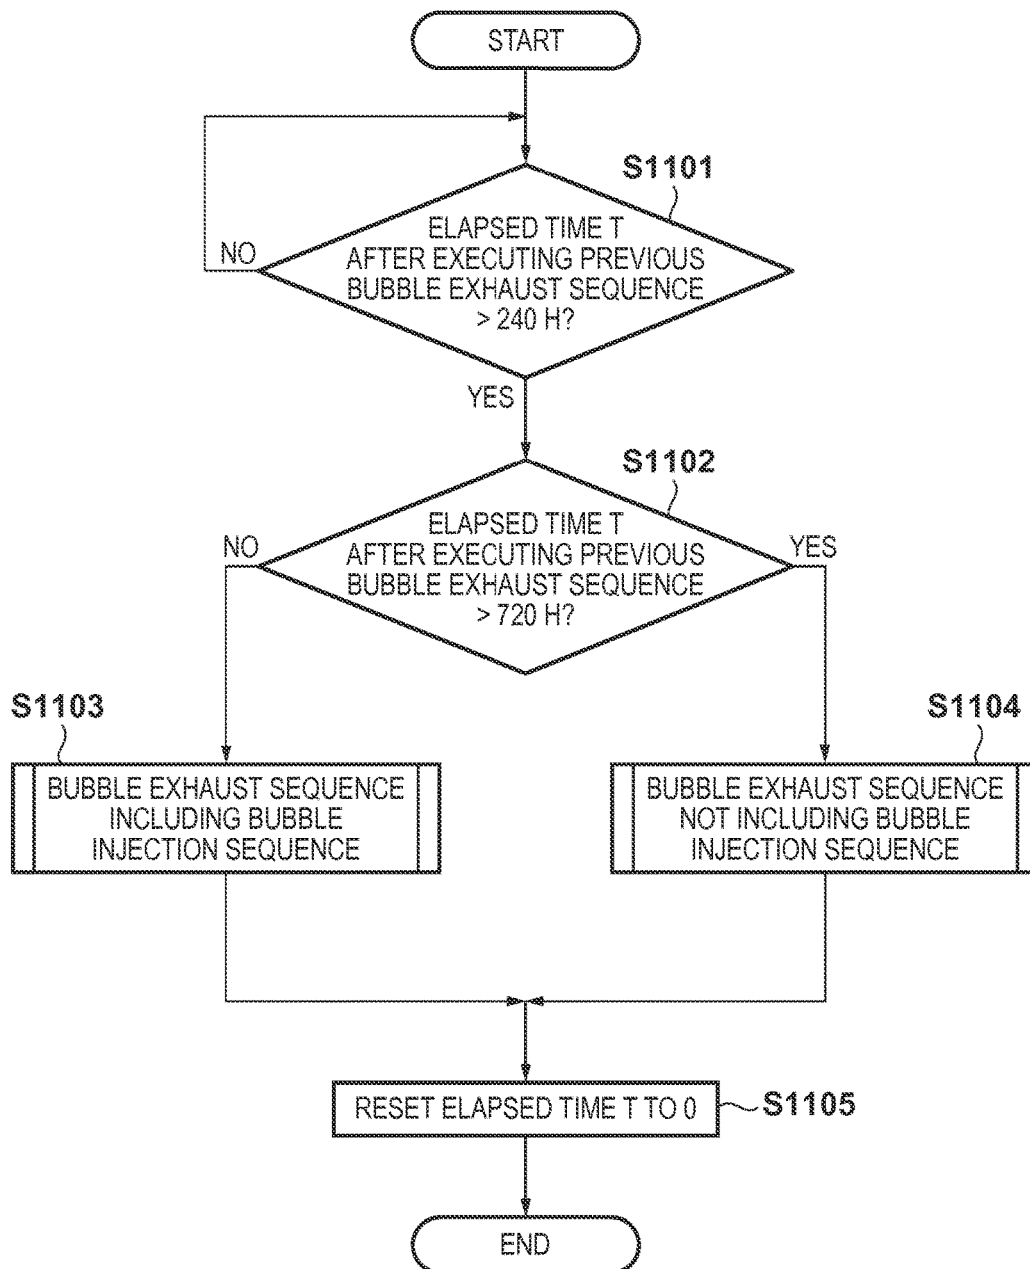 START
S1101
ELAPSED TIME T
AFTER EXECUTING PREVIOUS
BUBBLE EXHAUST SEQUENCE
> 240 H?
NO
YES
S1102
ELAPSED TIME T
AFTER EXECUTING PREVIOUS
BUBBLE EXHAUST SEQUENCE
> 720 H?
NO
YES
S1103
BUBBLE EXHAUST SEQUENCE
INCLUDING BUBBLE
INJECTION SEQUENCE
S1104
BUBBLE EXHAUST SEQUENCE
NOT INCLUDING BUBBLE
INJECTION SEQUENCE
RESET ELAPSED TIME T TO 0
S1105
END